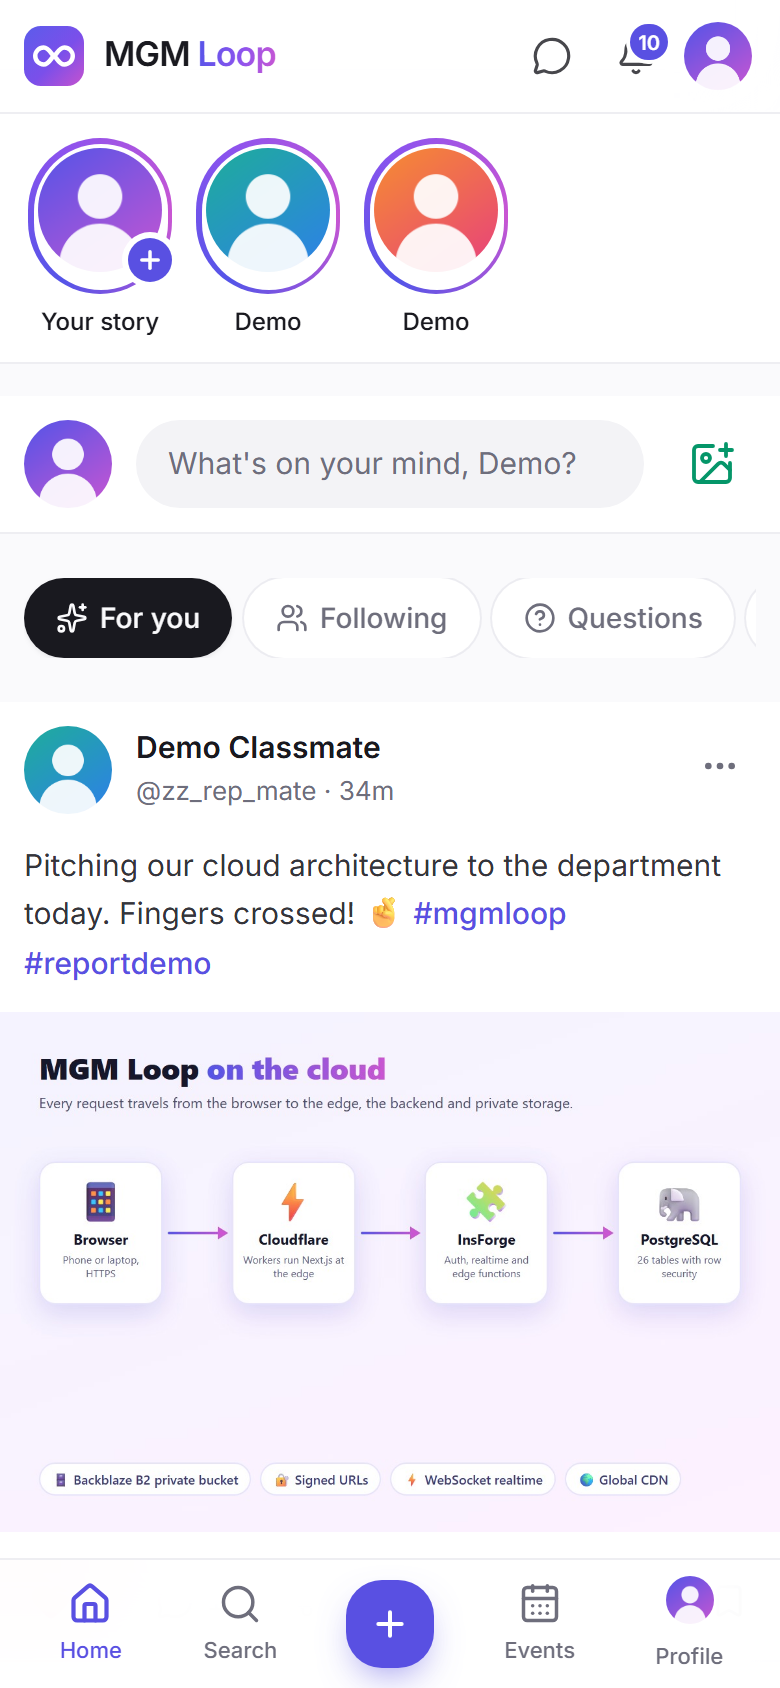 MGM Loop
10
Your story
Demo
Demo
What's on your mind, Demo?
For you
Following
Questions
Demo Classmate
@zz_rep_mate · 34m
Pitching our cloud architecture to the department
today. Fingers crossed! 🤞 #mgmloop
#reportdemo
MGM Loop on the cloud
Every request travels from the browser to the edge, the backend and private storage.
Browser
Phone or laptop,
HTTPS
Cloudflare
Workers run Next.js at
the edge
InsForge
Auth, realtime and
edge functions
PostgreSQL
26 tables with row
security
Backblaze B2 private bucket
Signed URLs
WebSocket realtime
Global CDN
Home
Search
Events
Profile